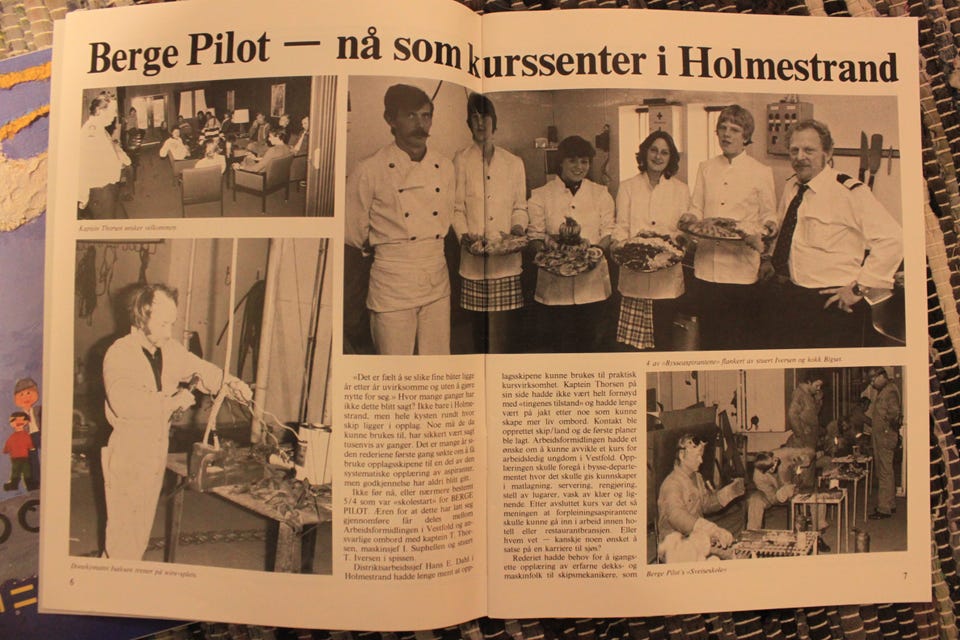 Berge Pilot — nå som kurssenter i Holmestrand
Kaptein Thorsen ønsker velkommen.
4 av «Bysseaspirantene» flankert av stuert Iversen og kokk Bigset.
Donkeymann Isaksen trener på wire-spleis.
«Det er fælt å se slike fine båter ligge
år etter år uvirksomme og uten å gjøre
nytte for seg.» Hvor mange ganger har
ikke dette blitt sagt? Ikke bare i Holme-
strand, men hele kysten rundt hvor
skip ligger i opplag. Noe må de da
kunne brukes til, har sikkert vært sagt
tusenvis av ganger. Det er mange år si-
den rederiene første gang søkte om å få
bruke opplagsskipene til en del av den
systematiske opplæring av aspiranter,
men godkjennelse har aldri blitt gitt.
Ikke før nå, eller nærmere bestemt
5/4 som var «skolestart» for BERGE
PILOT. Æren for at dette har latt seg
gjennomføre får deles mellom
Arbeidsformidlingen i Vestfold og an-
svarlige ombord med kaptein T. Thor-
sen, maskinsjef I. Suphellen og stuert
T. Iversen i spissen.
Distriktsarbeidssjef Hans E. Dahl i
Holmestrand hadde lenge ment at opp-
lagsskipene kunne brukes til praktisk
kursvirksomhet. Kaptein Thorsen på
sin side hadde ikke vært helt fornøyd
med «tingenes tilstand» og hadde lenge
vært på jakt etter noe som kunne
skape mer liv ombord. Kontakt ble
opprettet skip/land og de første planer
ble lagt. Arbeidsformidlingen hadde et
ønske om å kunne avvikle et kurs for
arbeidsledig ungdom i Vestfold. Opp-
læringen skulle foregå i bysse-departe-
mentet hvor det skulle gis kunnskaper
i matlagning, servering, rengjøring,
stell av lugarer, vask av klær og lig-
nende. Etter avsluttet kurs var det så
meningen at forpleiningsaspirantene
skulle kunne gå inn i arbeid innen ho-
tell eller restaurantbransjen. Eller
hvem vet — kanskje noen ønsket å
satse på en karriere til sjøs?
Rederiet hadde behov for å igangs-
ette opplæring av erfarne dekks- og
maskinfolk til skipsmekanikere, som
Berge Pilot's «Sveiseskole»
6
7